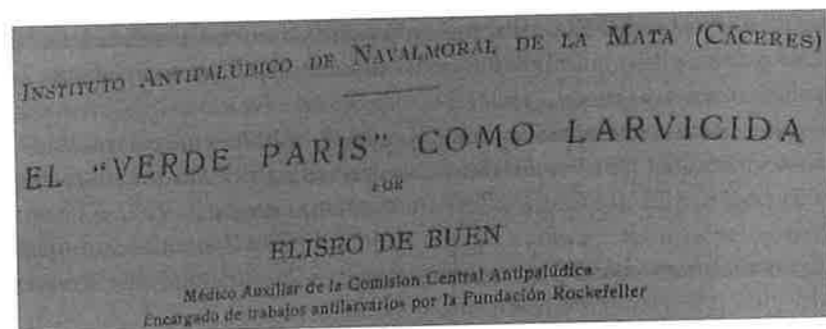 INSTITUTO ANTIPALÚDICO DE NAVALMORAL DE LA MATA (CÁCERES)
EL "VERDE PARIS" COMO LARVICIDA
POR
ELISEO DE BUEN
Médico Auxiliar de la Comision Central Antipalúdica
Encargado de trabajos antilarvarios por la Fundación Rockefeller